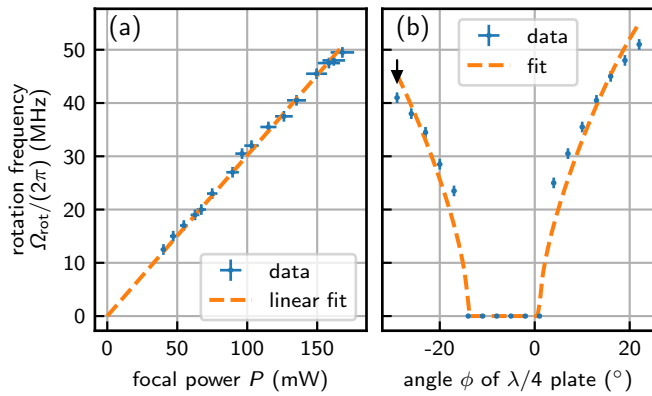 (a)
(b)
rotation frequency
Ω_rot/(2π) (MHz)
50
40
30
20
10
0
data
linear fit
data
fit
0
50
100
150
-20
0
20
focal power P (mW)
angle ϕ of λ/4 plate (°)